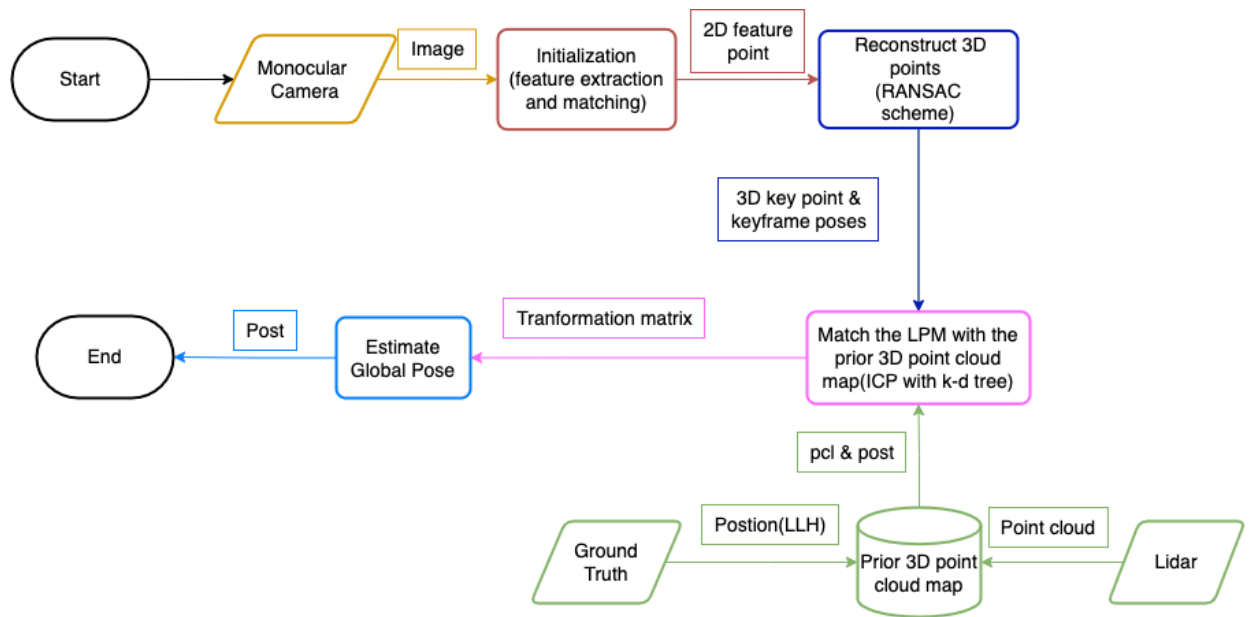 Start
Monocular
Camera
Image
Initialization
(feature extraction
and matching)
2D feature
point
Reconstruct 3D
points
(RANSAC
scheme)
3D key point &
keyframe poses
Match the LPM with the
prior 3D point cloud
map(ICP with k-d tree)
Tranformation matrix
Estimate
Global Pose
Post
End
pcl & post
Postion(LLH)
Ground
Truth
Prior 3D point
cloud map
Point cloud
Lidar